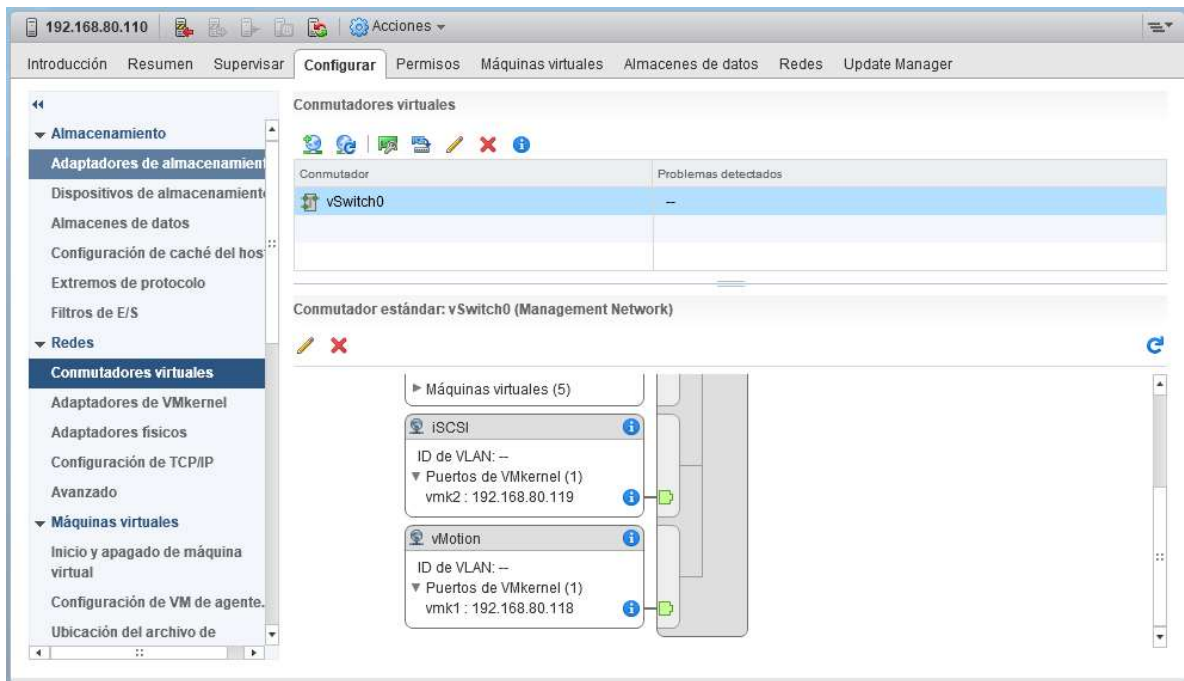 192.168.80.110 Acciones
Introducción Resumen Supervisar Configurar Permisos Máquinas virtuales Almacenes de datos Redes Update Manager
Almacenamiento
Adaptadores de almacenamient
Dispositivos de almacenamient
Almacenes de datos
Configuración de caché del hos
Extremos de protocolo
Filtros de E/S
Redes
Conmutadores virtuales
Adaptadores de VMkernel
Adaptadores físicos
Configuración de TCP/IP
Avanzado
Máquinas virtuales
Inicio y apagado de máquina
virtual
Configuración de VM de agente.
Ubicación del archivo de
Conmutadores virtuales
Conmutador Problemas detectados
vSwitch0 --
Conmutador estándar: vSwitch0 (Management Network)
Máquinas virtuales (5)
iSCSI
ID de VLAN: --
Puertos de VMkernel (1)
vmk2 : 192.168.80.119
vMotion
ID de VLAN: --
Puertos de VMkernel (1)
vmk1 : 192.168.80.118